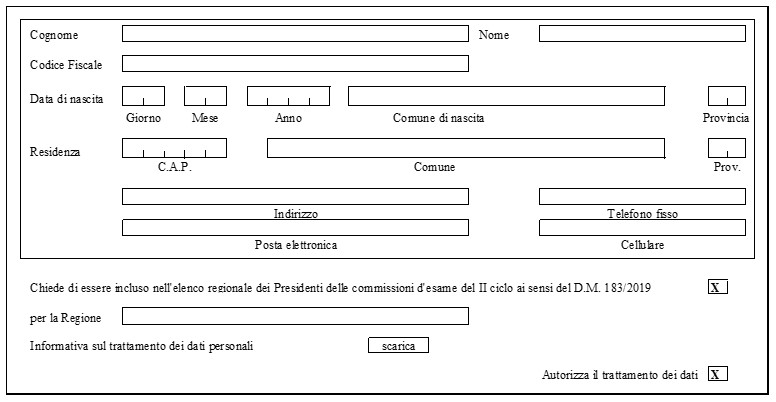 Cognome Nome
Codice Fiscale
Data di nascita
Giorno Mese Anno Comune di nascita Provincia
Residenza
C.A.P. Comune Prov.
Indirizzo Telefono fisso
Posta elettronica Cellulare
Chiede di essere incluso nell'elenco regionale dei Presidenti delle commissioni d'esame del II ciclo ai sensi del D.M. 183/2019 X
per la Regione
Informativa sul trattamento dei dati personali scarica
Autorizza il trattamento dei dati X